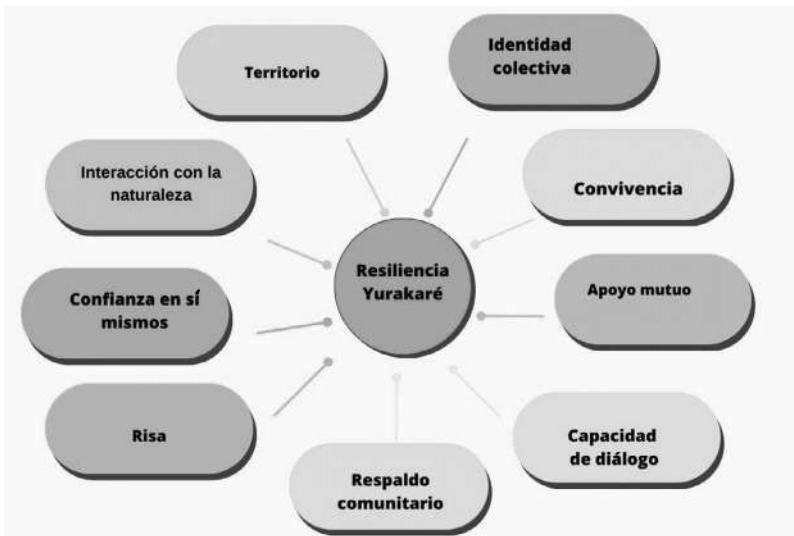 Territorio
Identidad
colectiva
Interacción con la
naturaleza
Convivencia
Resiliencia
Yurakaré
Confianza en sí
mismos
Apoyo mutuo
Risa
Capacidad
de diálogo
Respaldo
comunitario